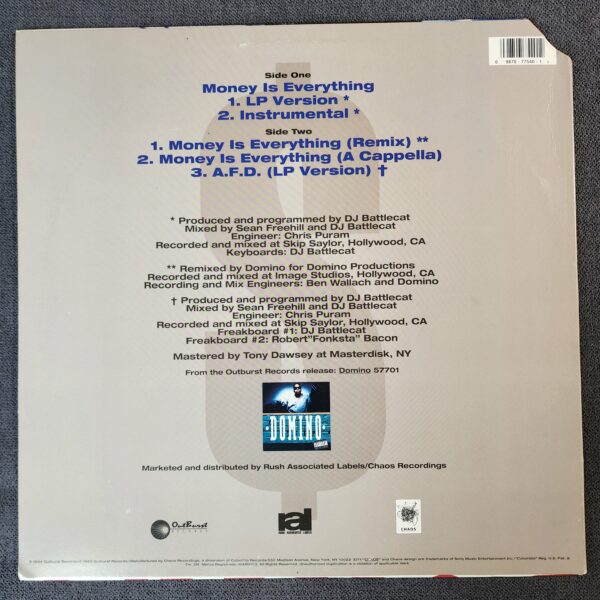 Side One
Money Is Everything
1. LP Version *
2. Instrumental *
Side Two
1. Money Is Everything (Remix) **
2. Money Is Everything (A Cappella)
3. A.F.D. (LP Version) †
* Produced and programmed by DJ Battlecat
Mixed by Sean Freehill and DJ Battlecat
Engineer: Chris Puram
Recorded and mixed at Skip Saylor, Hollywood, CA
Keyboards: DJ Battlecat
** Remixed by Domino for Domino Productions
Recorded and mixed at Image Studios, Hollywood, CA
Recording and Mix Engineers: Ben Wallach and Domino
† Produced and programmed by DJ Battlecat
Mixed by Sean Freehill and DJ Battlecat
Engineer: Chris Puram
Recorded and mixed at Skip Saylor, Hollywood, CA
Freakboard #1: DJ Battlecat
Freakboard #2: Robert"Fonksta" Bacon
Mastered by Tony Dawsey at Masterdisk, NY
From the Outburst Records release: Domino 57701
DOMINO
Marketed and distributed by Rush Associated Labels/Chaos Recordings
OutBurst
RECORDS
ral
CHAOS